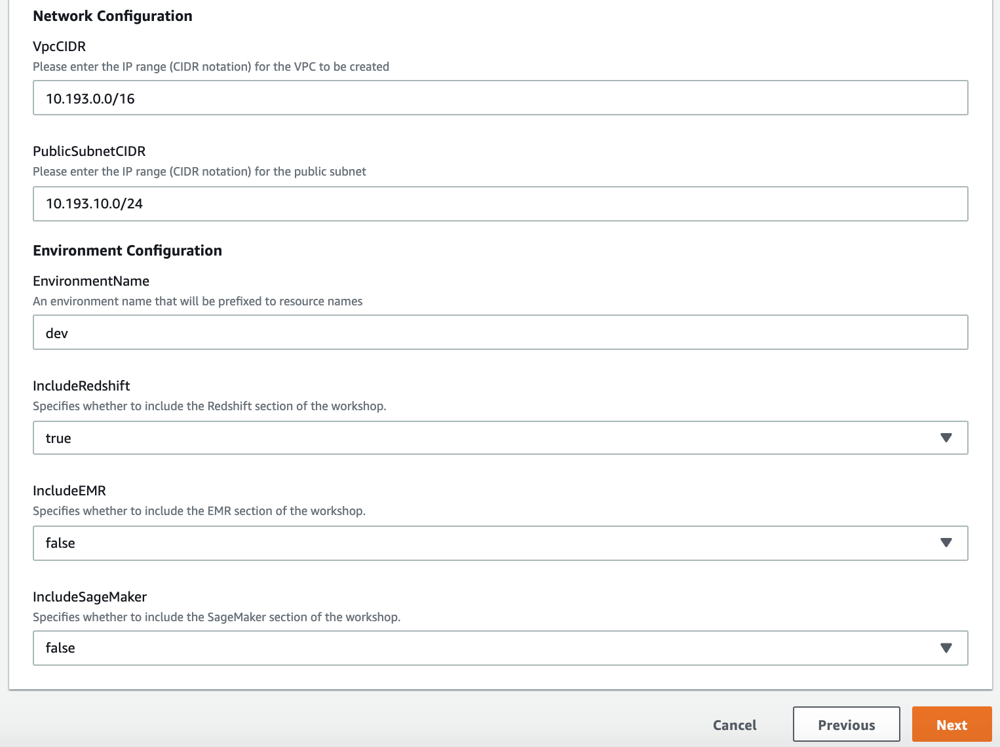 Network Configuration
VpcCIDR
Please enter the IP range (CIDR notation) for the VPC to be created
10.193.0.0/16
PublicSubnetCIDR
Please enter the IP range (CIDR notation) for the public subnet
10.193.10.0/24
Environment Configuration
EnvironmentName
An environment name that will be prefixed to resource names
dev
IncludeRedshift
Specifies whether to include the Redshift section of the workshop.
true
IncludeEMR
Specifies whether to include the EMR section of the workshop.
false
IncludeSageMaker
Specifies whether to include the SageMaker section of the workshop.
false
Cancel Previous Next